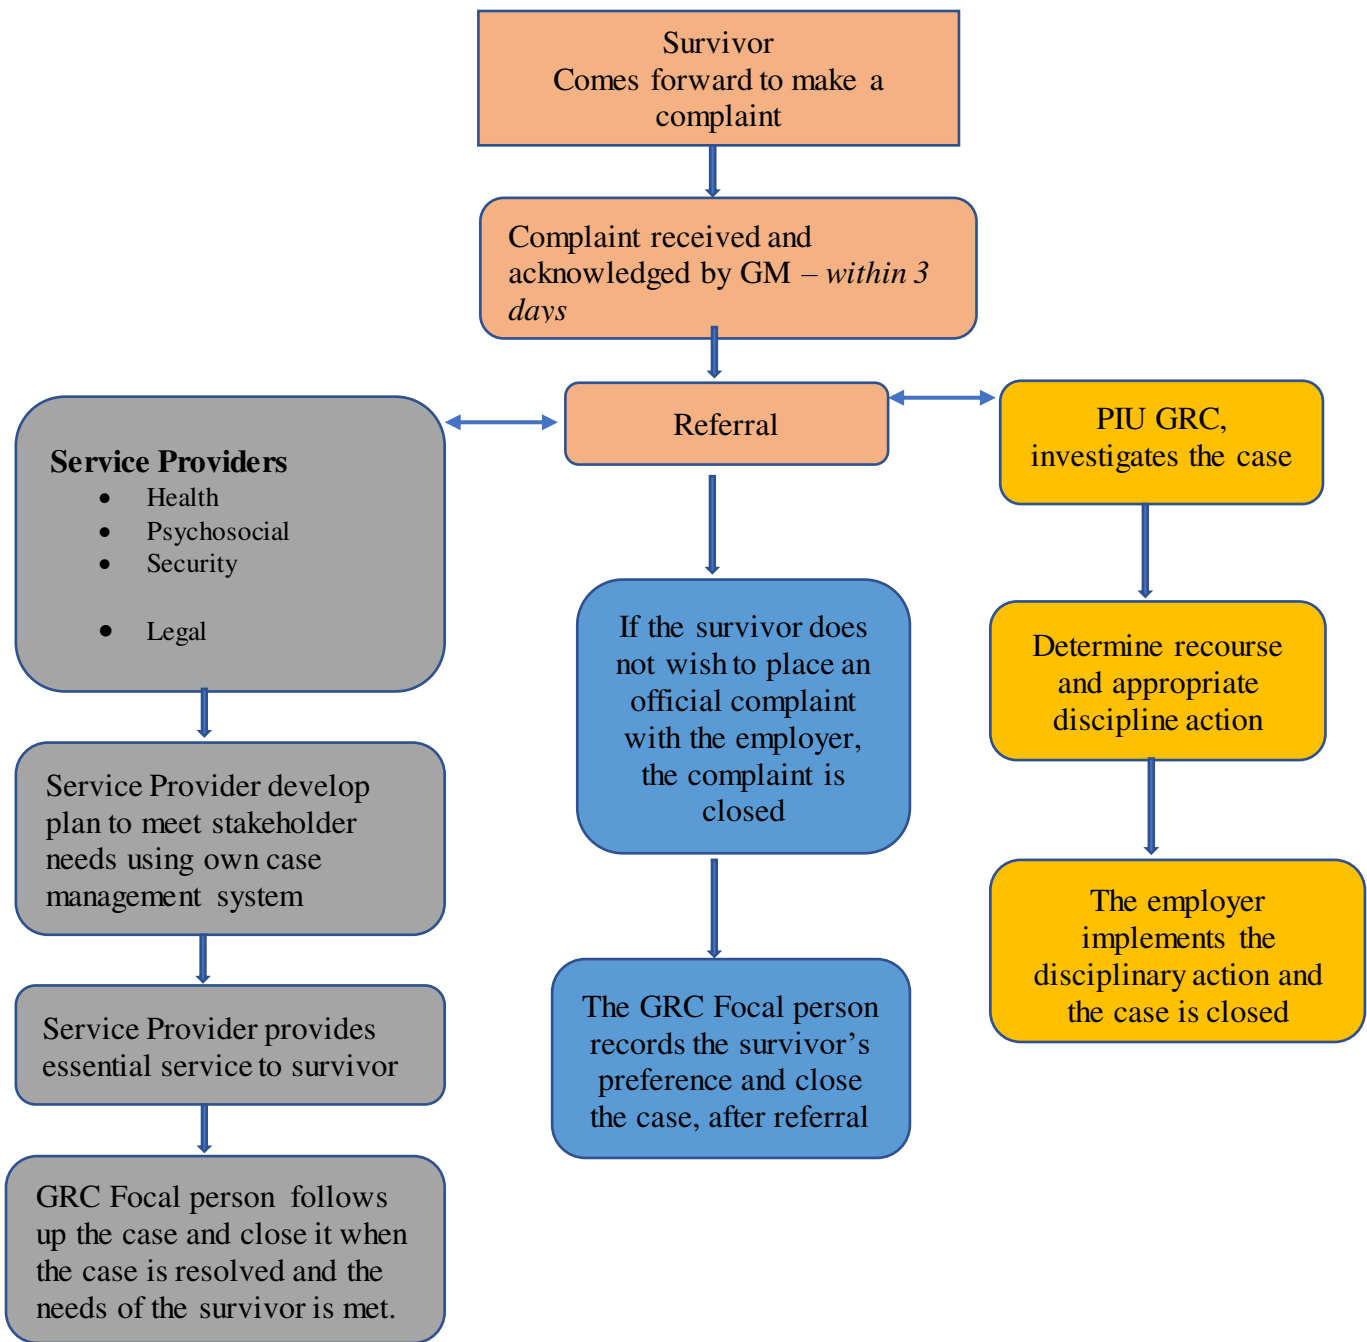 Survivor
Comes forward to make a
complaint
Complaint received and
acknowledged by GM – within 3
days
Referral
Service Providers
• Health
• Psychosocial
• Security
• Legal
Service Provider develop
plan to meet stakeholder
needs using own case
management system
Service Provider provides
essential service to survivor
GRC Focal person follows
up the case and close it when
the case is resolved and the
needs of the survivor is met.
If the survivor does
not wish to place an
official complaint
with the employer,
the complaint is
closed
The GRC Focal person
records the survivor’s
preference and close
the case, after referral
PIU GRC,
investigates the case
Determine recourse
and appropriate
discipline action
The employer
implements the
disciplinary action and
the case is closed